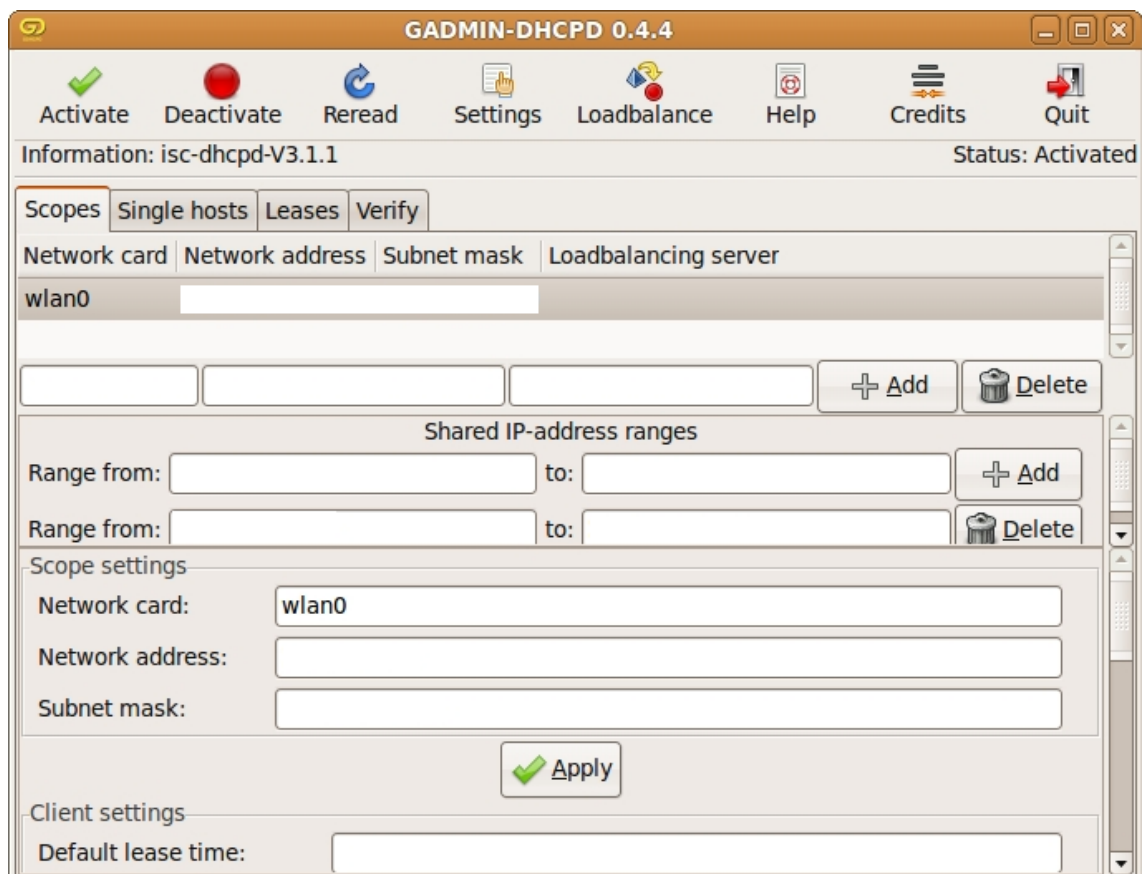 GADMIN-DHCPD 0.4.4
Activate Deactivate Reread Settings Loadbalance Help Credits Quit
Information: isc-dhcpd-V3.1.1 Status: Activated
Scopes Single hosts Leases Verify
Network card Network address Subnet mask Loadbalancing server
wlan0
Add Delete
Shared IP-address ranges
Range from: to: Add
Range from: to: Delete
Scope settings
Network card: wlan0
Network address:
Subnet mask:
Apply
Client settings
Default lease time: